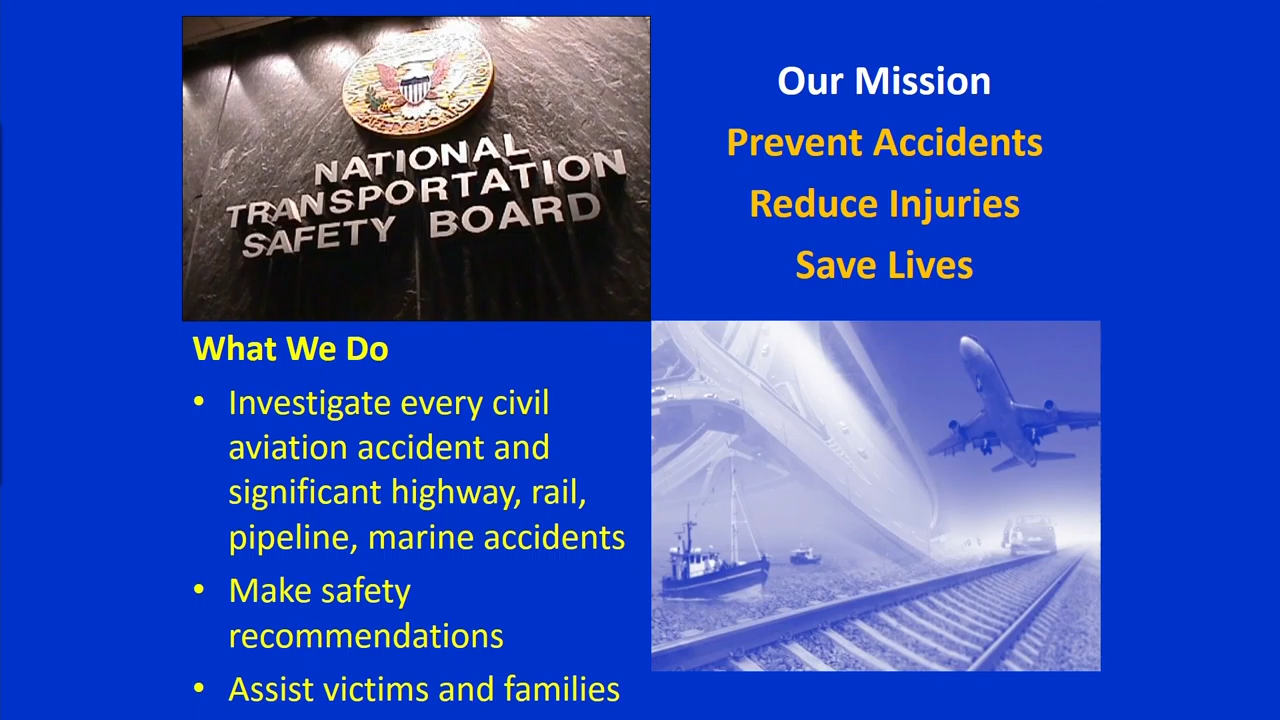 NATIONAL
TRANSPORTATION
SAFETY BOARD
Our Mission
Prevent Accidents
Reduce Injuries
Save Lives
What We Do
• Investigate every civil
aviation accident and
significant highway, rail,
pipeline, marine accidents
• Make safety
recommendations
• Assist victims and families